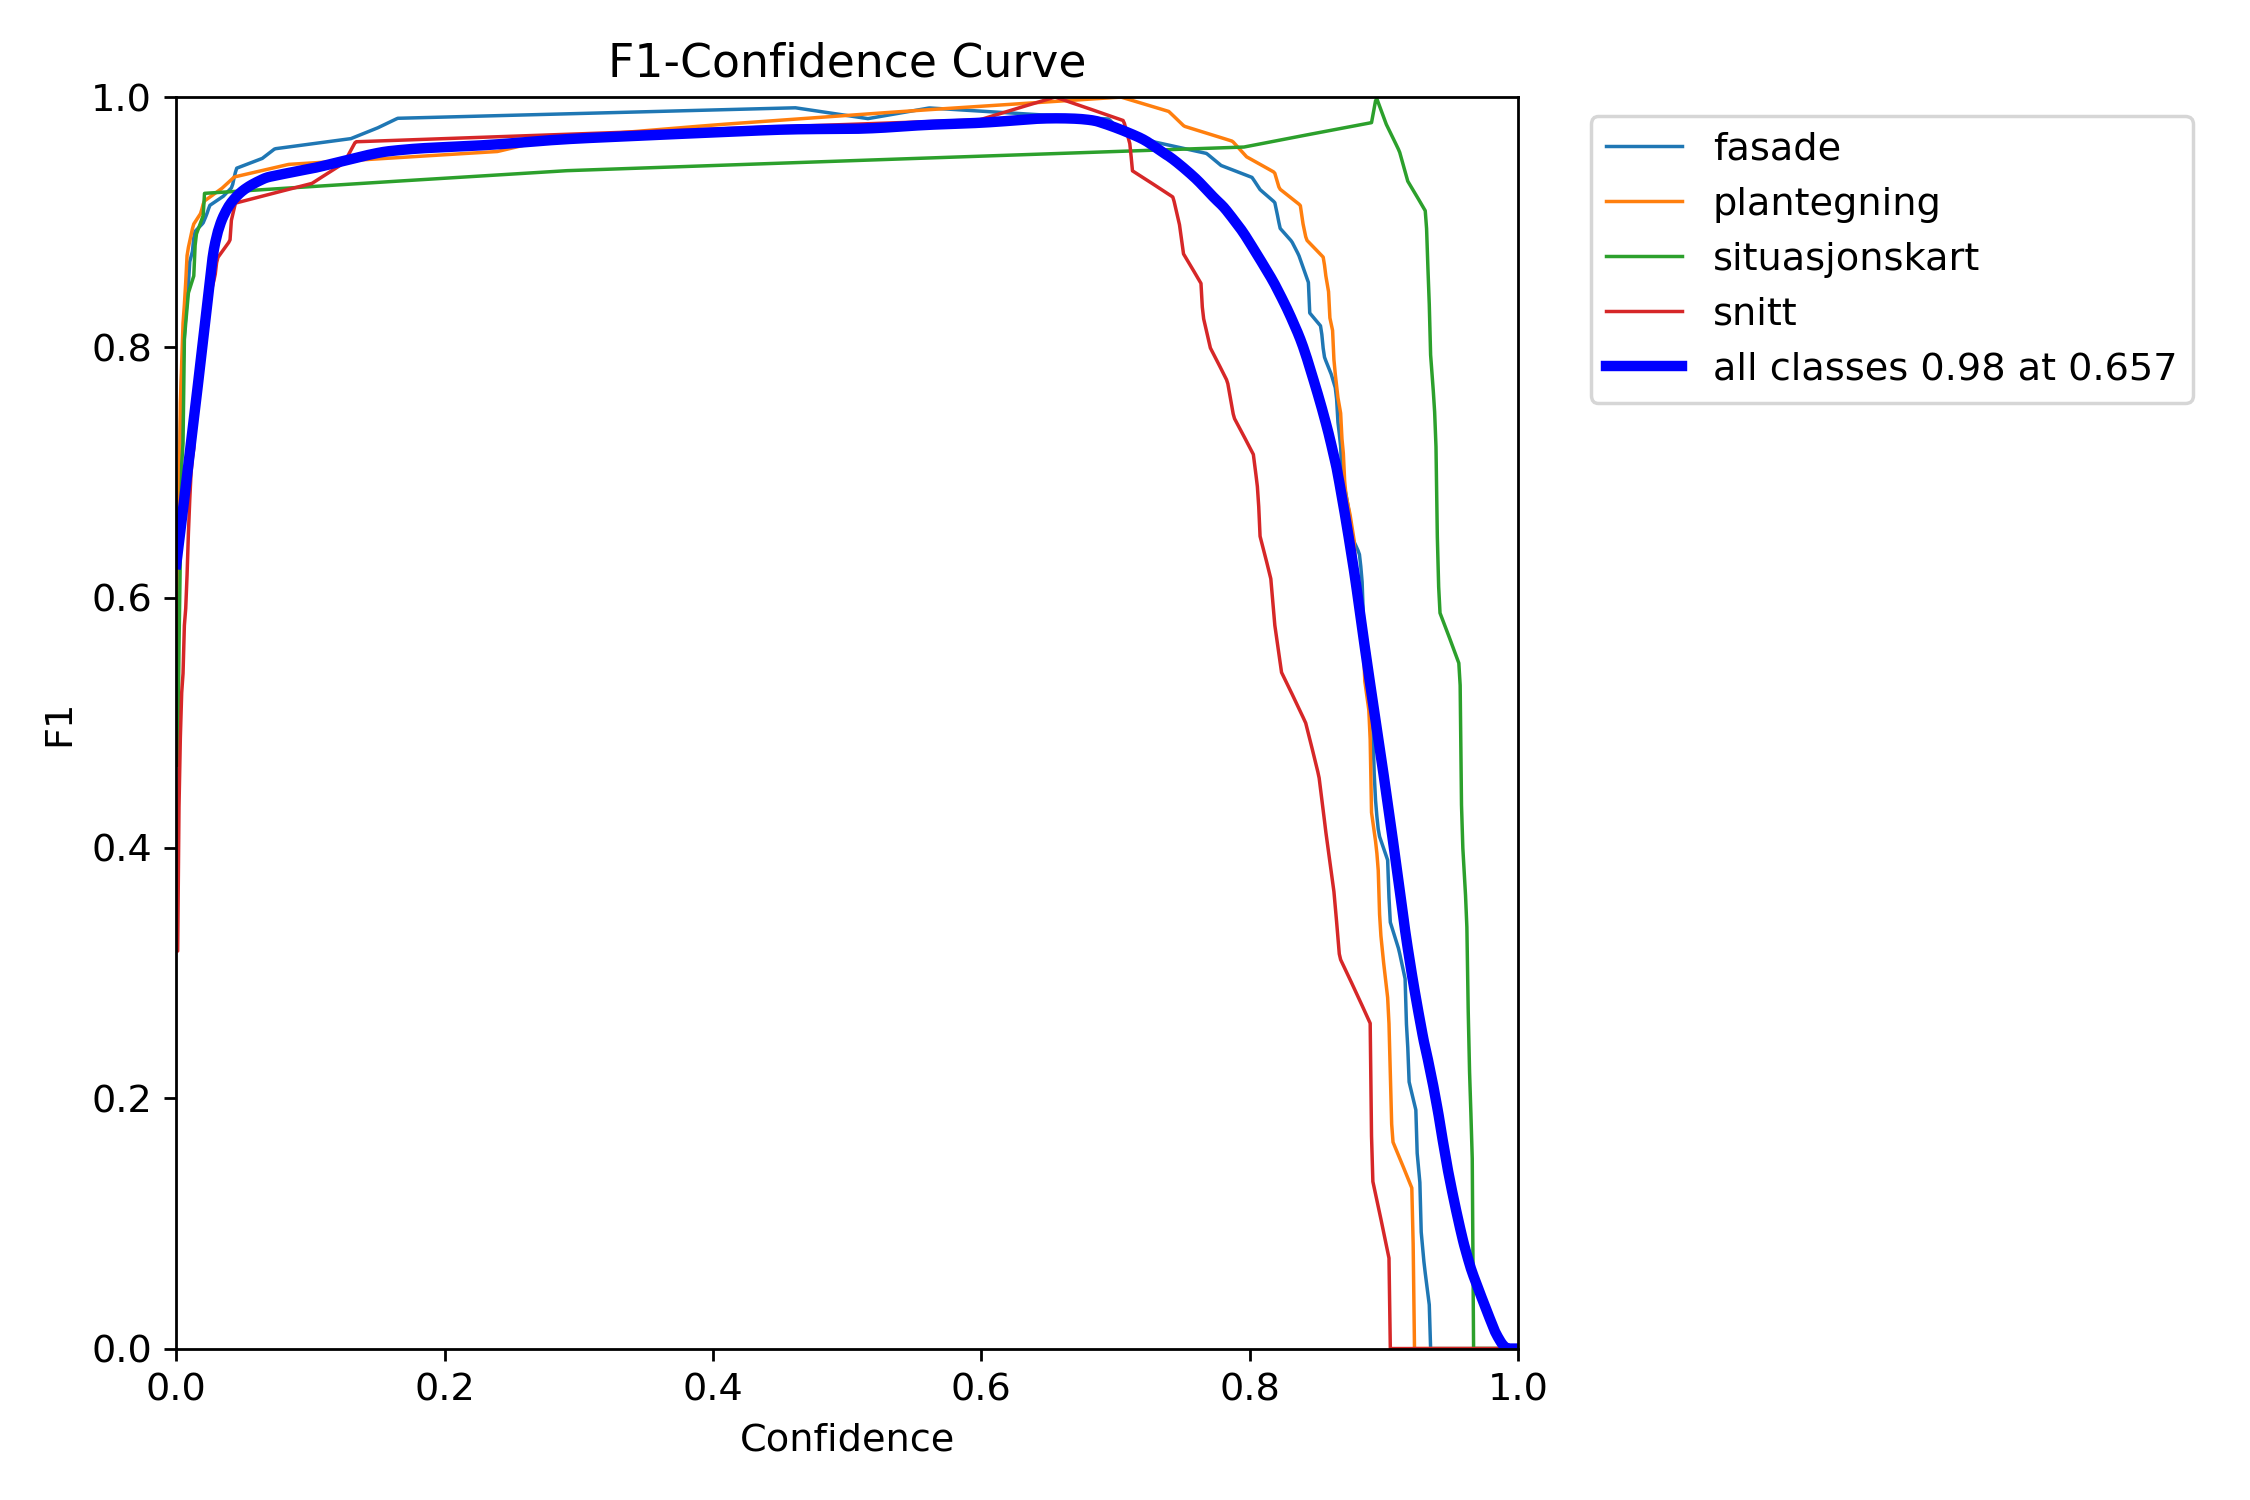 F1-Confidence Curve
1.0
0.8
0.6
0.4
0.2
0.0
F1
0.0 0.2 0.4 0.6 0.8 1.0
Confidence
fasade
plantegning
situasjonskart
snitt
all classes 0.98 at 0.657